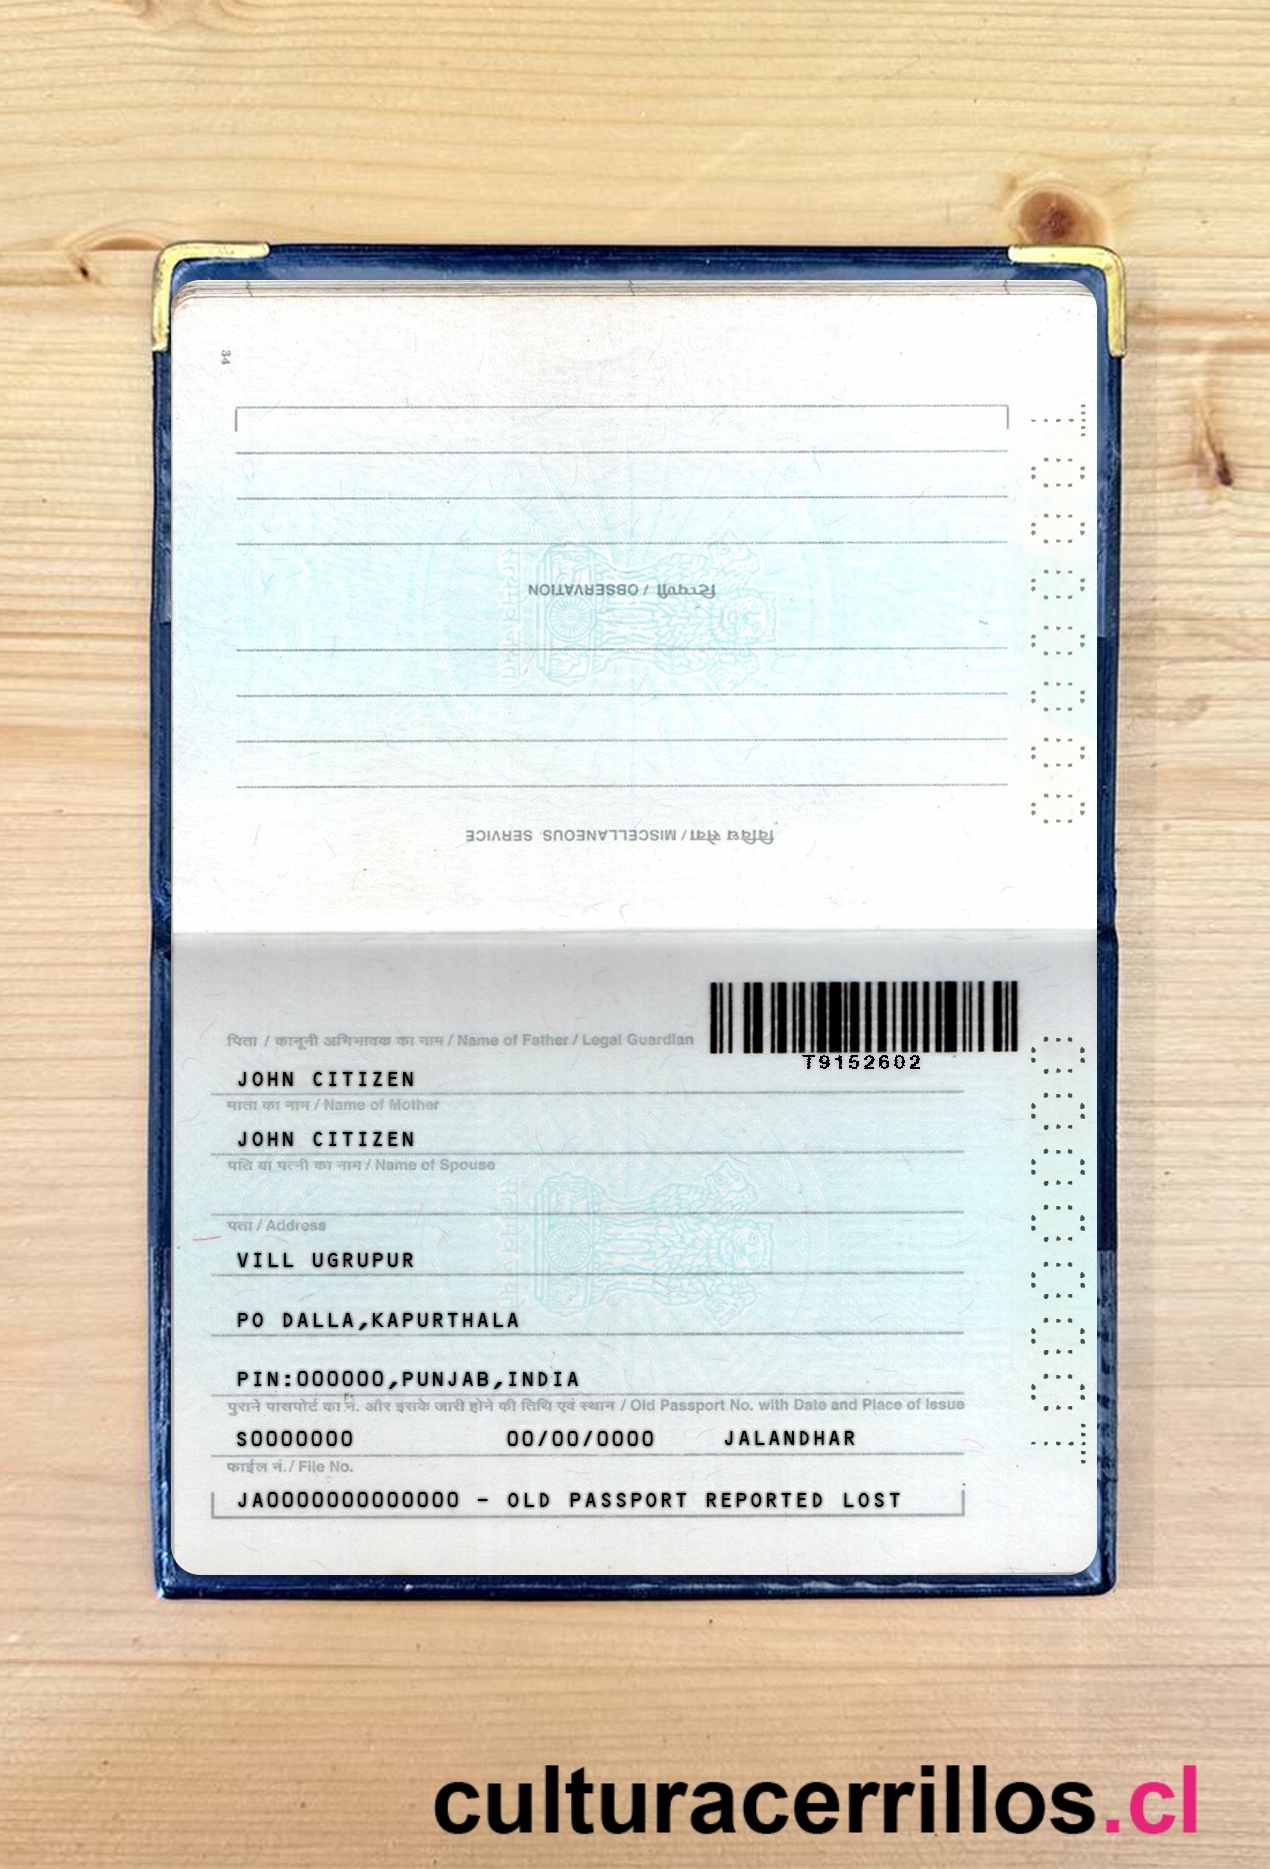 34
टिप्पणी / OBSERVATION
विविध सेवा / MISCELLANEOUS SERVICE
T9152602
पिता / कानूनी अभिभावक का नाम / Name of Father / Legal Guardian
JOHN CITIZEN
माता का नाम / Name of Mother
JOHN CITIZEN
पति या पत्नी का नाम / Name of Spouse
पता / Address
VILL UGRUPUR
PO DALLA,KAPURTHALA
PIN:000000,PUNJAB,INDIA
पुराने पासपोर्ट का नं. और इसके जारी होने की तिथि एवं स्थान / Old Passport No. with Date and Place of Issue
S0000000 00/00/0000 JALANDHAR
फाईल नं. / File No.
JA0000000000000 - OLD PASSPORT REPORTED LOST
culturacerrillos.cl